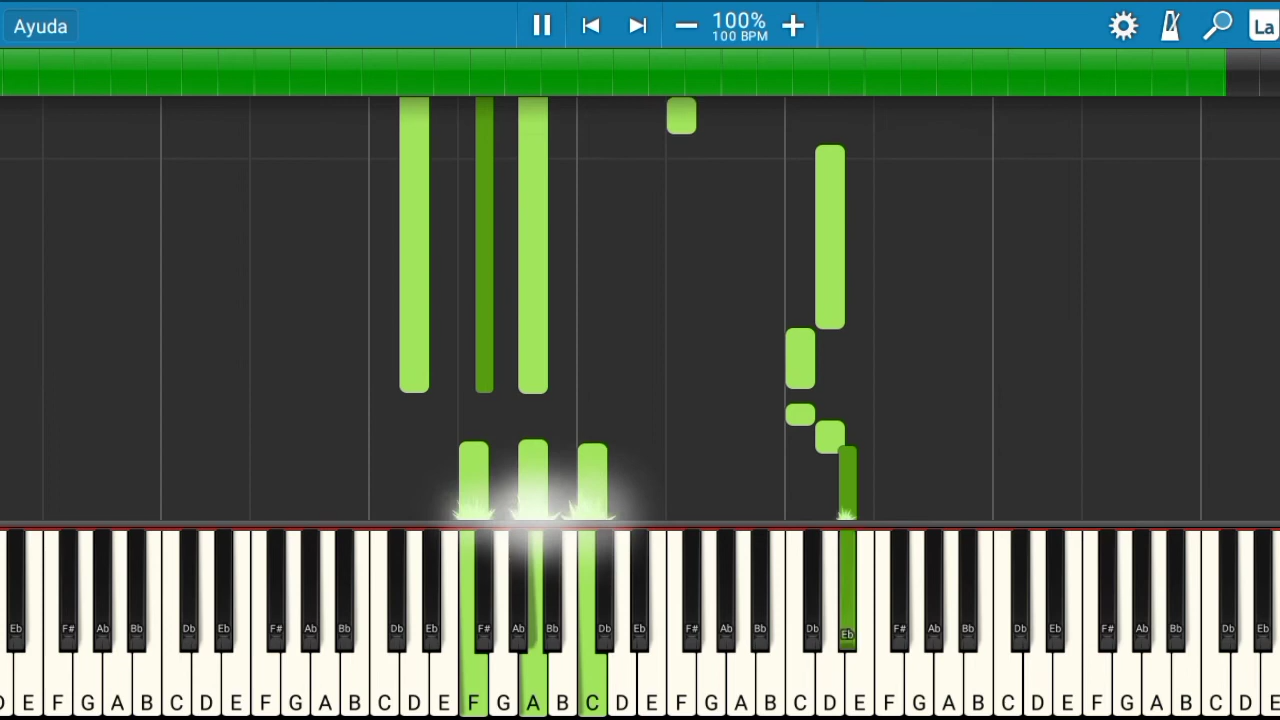 Ayuda
100%
100 BPM
La
Eb F# Ab Bb Db Eb F# Ab Bb Db Eb F# Ab Bb Db Eb F# Ab Bb Db Eb F# Ab Bb Db Eb F# Ab Bb Db Eb
D E F G A B C D E F G A B C D E F G A B C D E F G A B C D E F G A B C D E F G A B C D E